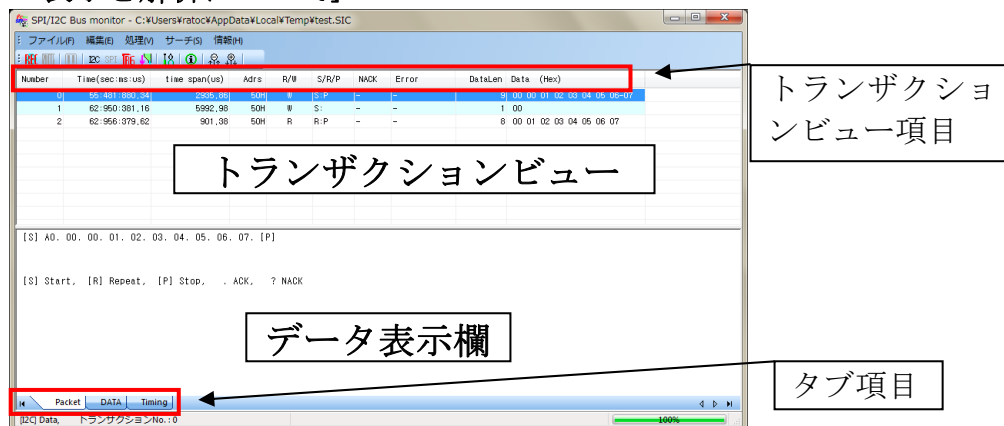 SPI/I2C Bus monitor - C:¥Users¥ratoc¥AppData¥Local¥Temp¥test.SIC
ファイル(F) 編集(E) 処理(V) サーチ(S) 情報(H)
Number Time(sec:ms:us) time span(us) Adrs R/W S/R/P NACK Error DataLen Data (Hex)
0 55:481:880,34 2935,86 50H W S:P - - 9 00 00 01 02 03 04 05 06-07
1 62:950:381,16 5992,98 50H W S: - - 1 00
2 62:956:379,62 901,38 50H R R:P - - 8 00 01 02 03 04 05 06 07
トランザクショ
ンビュー項目
トランザクションビュー
[S] A0. 00. 00. 01. 02. 03. 04. 05. 06. 07. [P]
[S] Start, [R] Repeat, [P] Stop, . ACK, ? NACK
データ表示欄
タブ項目
Packet DATA Timing
[I2C] Data, トランザクションNo. : 0 100%